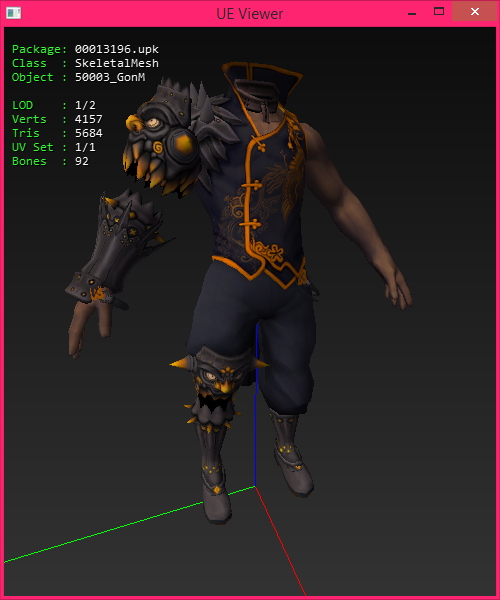 UE Viewer
Package: 00013196.upk
Class  : SkeletalMesh
Object : 50003_GonM
LOD    : 1/2
Verts  : 4157
Tris   : 5684
UV Set : 1/1
Bones  : 92